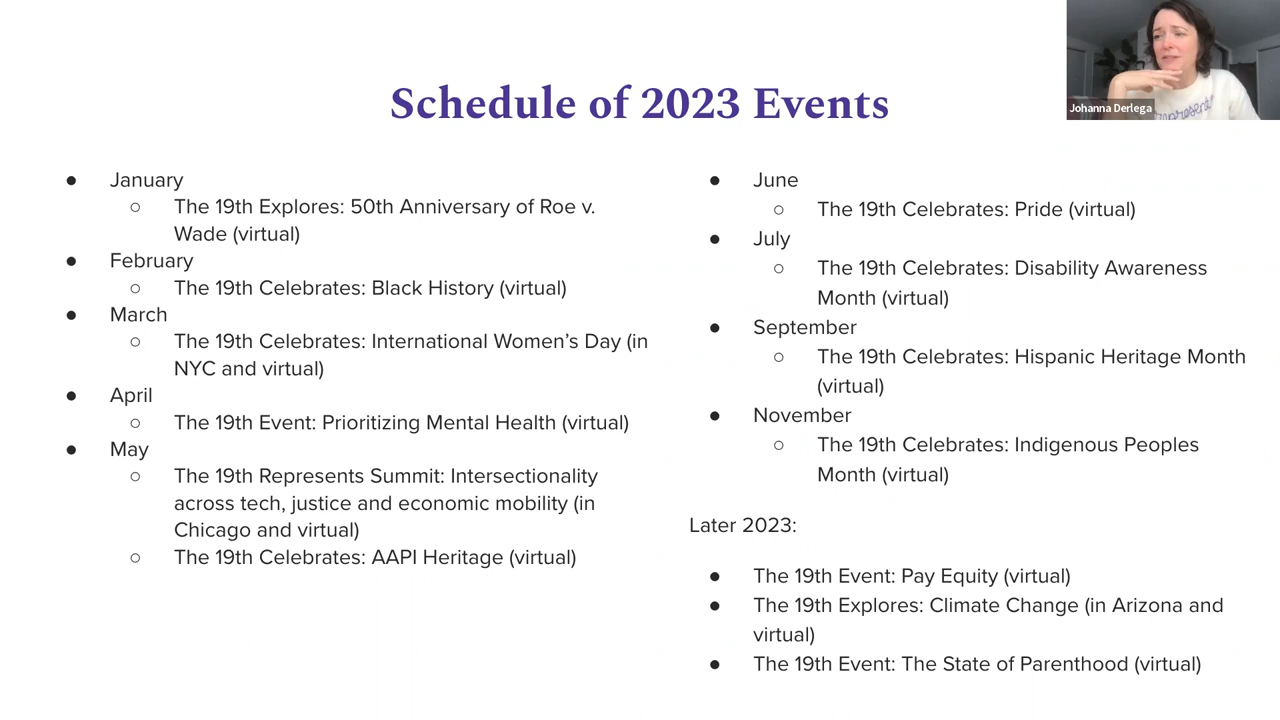 Schedule of 2023 Events
Johanna Derlega
● January
○ The 19th Explores: 50th Anniversary of Roe v.
Wade (virtual)
● February
○ The 19th Celebrates: Black History (virtual)
● March
○ The 19th Celebrates: International Women’s Day (in
NYC and virtual)
● April
○ The 19th Event: Prioritizing Mental Health (virtual)
● May
○ The 19th Represents Summit: Intersectionality
across tech, justice and economic mobility (in
Chicago and virtual)
○ The 19th Celebrates: AAPI Heritage (virtual)
● June
○ The 19th Celebrates: Pride (virtual)
● July
○ The 19th Celebrates: Disability Awareness
Month (virtual)
● September
○ The 19th Celebrates: Hispanic Heritage Month
(virtual)
● November
○ The 19th Celebrates: Indigenous Peoples
Month (virtual)
Later 2023:
● The 19th Event: Pay Equity (virtual)
● The 19th Explores: Climate Change (in Arizona and
virtual)
● The 19th Event: The State of Parenthood (virtual)